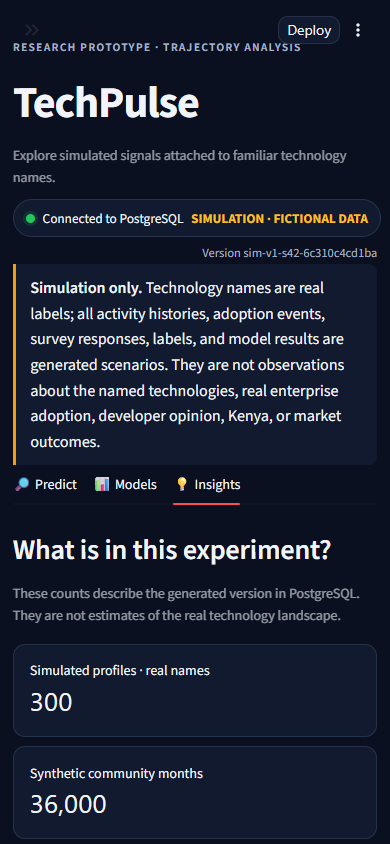 Deploy
RESEARCH PROTOTYPE · TRAJECTORY ANALYSIS
TechPulse
Explore simulated signals attached to familiar technology
names.
Connected to PostgreSQL SIMULATION · FICTIONAL DATA
Version sim-v1-s42-6c310c4cd1ba
Simulation only. Technology names are real
labels; all activity histories, adoption events,
survey responses, labels, and model results are
generated scenarios. They are not observations
about the named technologies, real enterprise
adoption, developer opinion, Kenya, or market
outcomes.
Predict Models Insights
What is in this experiment?
These counts describe the generated version in PostgreSQL.
They are not estimates of the real technology landscape.
Simulated profiles · real names
300
Synthetic community months
36,000